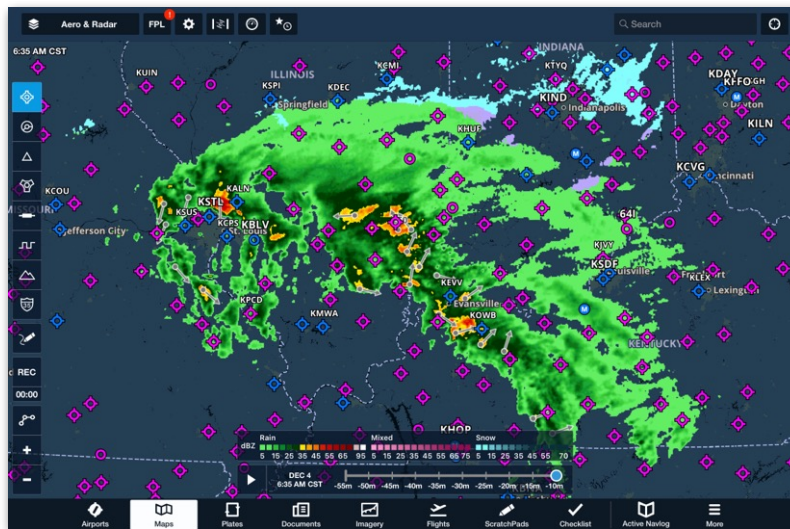 Aero & Radar
FPL
1
Search
6:35 AM CST
INDIANA
KUIN
ILLINOIS
KCMI
KTYQ
KDAY
KFFO
KSPI
KDEC
Springfield
KIND
Indianapolis
Dayton
KHUF
KILN
KCVG
KCOU
KSTL
KALN
KSUS
KCPS
KBLV
St. Louis
Jefferson City
64I
KJVY
KSDF
KLEX
Lexington
KEVV
Evansville
KPCD
KOWB
KMWA
KENTUCKY
REC
00:00
KHOP
Rain
Mixed
Snow
dBZ
5 15 25 35 45 55 65 95
5 15 25 35 45 55 65 75
5 15 25 35 45 55 70
DEC 4
6:35 AM CST
-55m -50m -45m -40m -35m -30m -25m -20m -15m -10m
Airports
Maps
Plates
Documents
Imagery
Flights
ScratchPads
Checklist
Active Navlog
More